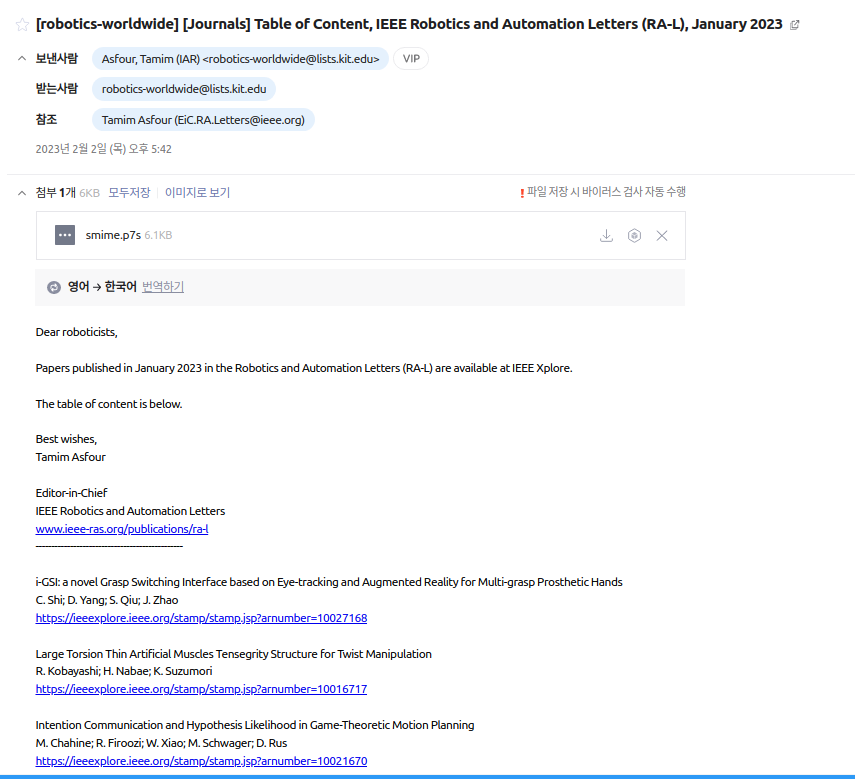 [robotics-worldwide] [Journals] Table of Content, IEEE Robotics and Automation Letters (RA-L), January 2023
보낸사람 Asfour, Tamim (IAR) <robotics-worldwide@lists.kit.edu> VIP
받는사람 robotics-worldwide@lists.kit.edu
참조 Tamim Asfour (EiC.RA.Letters@ieee.org)
2023년 2월 2일 (목) 오후 5:42
첨부 1개 6KB 모두저장 이미지로 보기 ! 파일 저장 시 바이러스 검사 자동 수행
smime.p7s 6.1KB
영어 → 한국어 번역하기
Dear roboticists,
Papers published in January 2023 in the Robotics and Automation Letters (RA-L) are available at IEEE Xplore.
The table of content is below.
Best wishes,
Tamim Asfour
Editor-in-Chief
IEEE Robotics and Automation Letters
www.ieee-ras.org/publications/ra-l
------------------------------------------------
i-GSI: a novel Grasp Switching Interface based on Eye-tracking and Augmented Reality for Multi-grasp Prosthetic Hands
C. Shi; D. Yang; S. Qiu; J. Zhao
https://ieeexplore.ieee.org/stamp/stamp.jsp?arnumber=10027168
Large Torsion Thin Artificial Muscles Tensegrity Structure for Twist Manipulation
R. Kobayashi; H. Nabae; K. Suzumori
https://ieeexplore.ieee.org/stamp/stamp.jsp?arnumber=10016717
Intention Communication and Hypothesis Likelihood in Game-Theoretic Motion Planning
M. Chahine; R. Firoozi; W. Xiao; M. Schwager; D. Rus
https://ieeexplore.ieee.org/stamp/stamp.jsp?arnumber=10021670